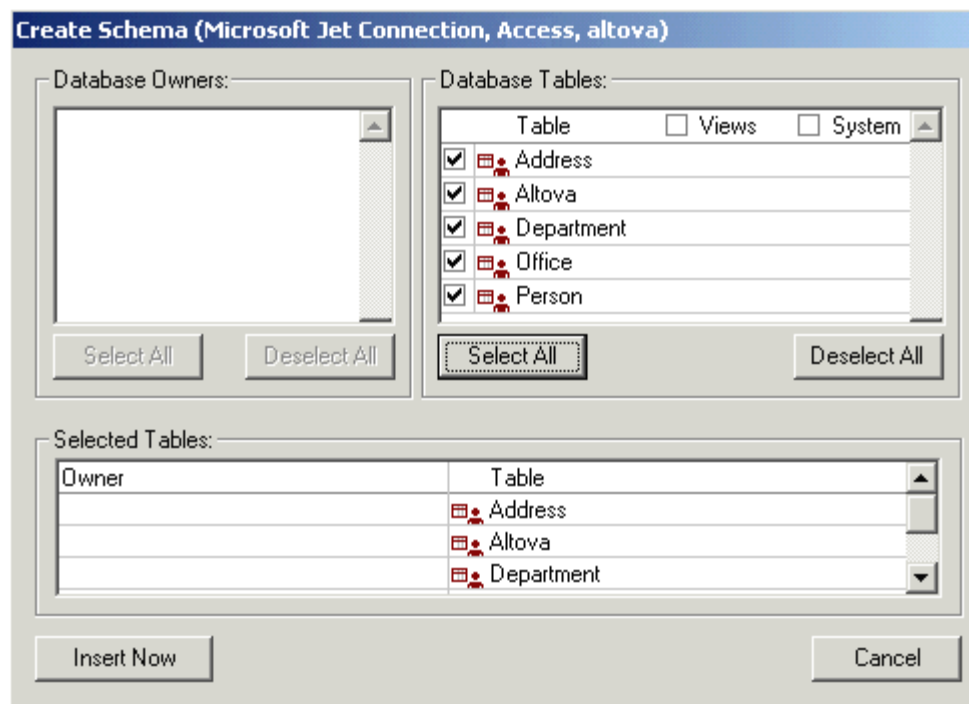 Create Schema (Microsoft Jet Connection, Access, altova)
Database Owners:
Select All
Deselect All
Database Tables:
Table Views System
Address
Altova
Department
Office
Person
Select All
Deselect All
Selected Tables:
Owner Table
Address
Altova
Department
Insert Now
Cancel